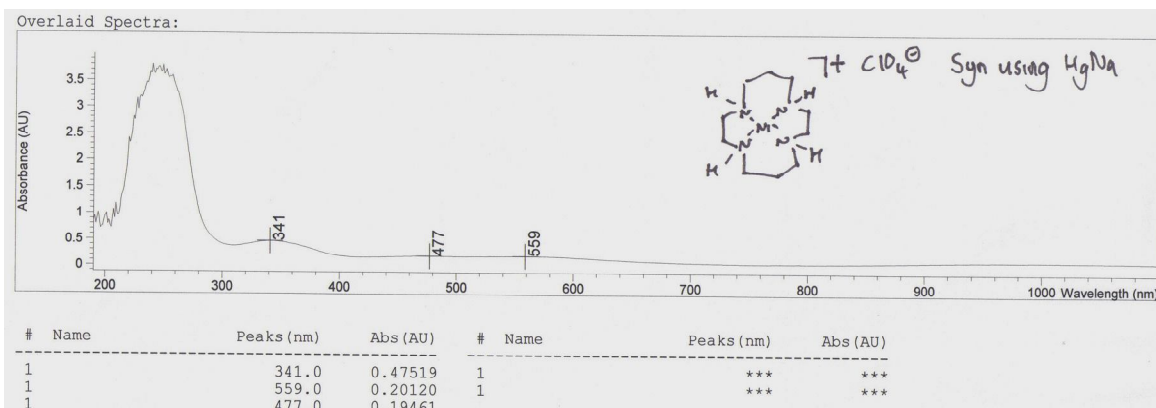 Overlaid Spectra:
7+ ClO4⊖ Syn using HgNa
H H
N N
Ni
N N
H H
Absorbance (AU)
3.5
3
2.5
2
1.5
1
0.5
0
341
477
559
200 300 400 500 600 700 800 900 1000 Wavelength (nm)
# Name Peaks(nm) Abs(AU) # Name Peaks(nm) Abs(AU)
1 341.0 0.47519 1 *** ***
1 559.0 0.20120 1 *** ***
1 477.0 0.19461